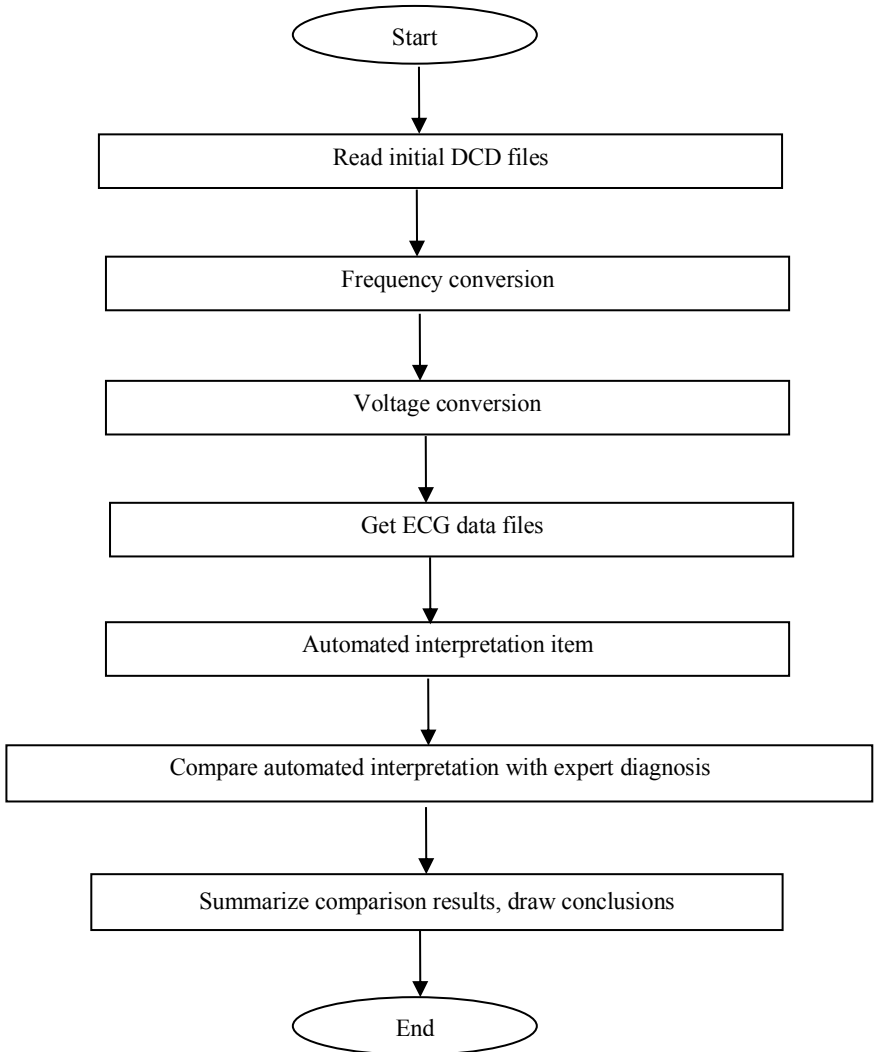 Start
Read initial DCD files
Frequency conversion
Voltage conversion
Get ECG data files
Automated interpretation item
Compare automated interpretation with expert diagnosis
Summarize comparison results, draw conclusions
End